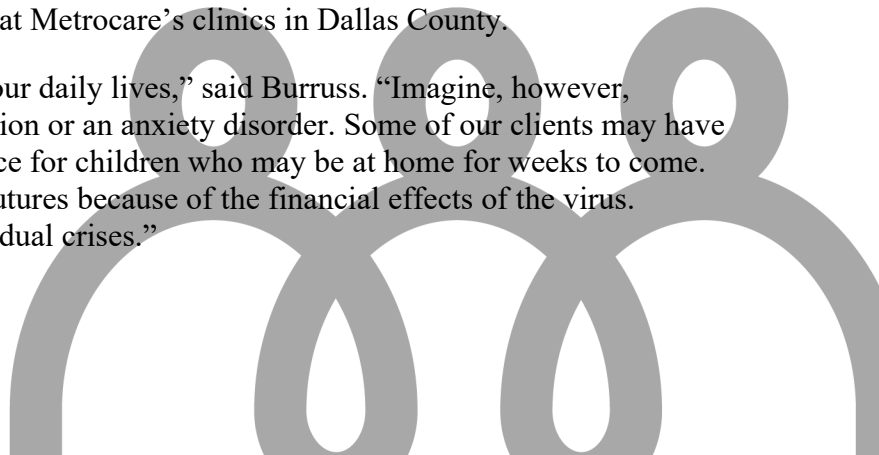 at Metrocare’s clinics in Dallas County.
our daily lives,” said Burruss. “Imagine, however,
ion or an anxiety disorder. Some of our clients may have
ce for children who may be at home for weeks to come.
utures because of the financial effects of the virus.
dual crises.”